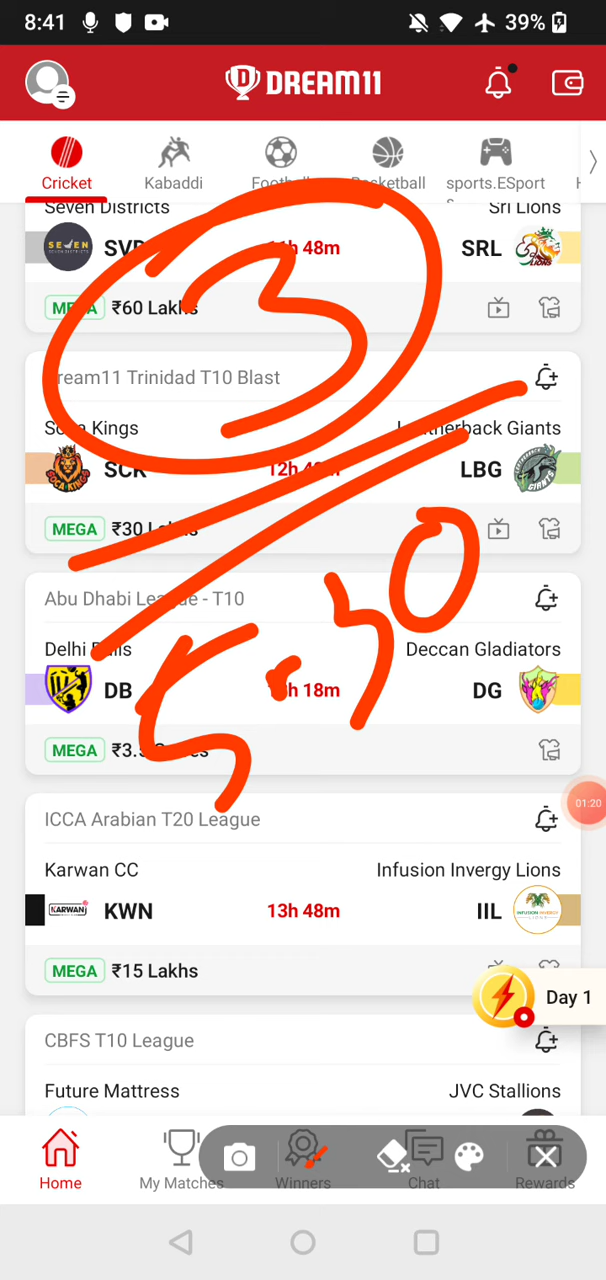 8:41 39%
DREAM11
Cricket Kabaddi Football Basketball sports.ESport
Seven Districts Sri Lions
48m SRL
MEGA ₹60 Lakhs
Dream11 Trinidad T10 Blast
Soca Kings Leatherback Giants
SCK 12h LBG
MEGA ₹30 Lakhs
Abu Dhabi League - T10
Delhi Bulls Deccan Gladiators
DB h 18m DG
MEGA
3
5.30
ICCA Arabian T20 League
Karwan CC Infusion Invergy Lions
KARWAN KWN 13h 48m IIL
MEGA ₹15 Lakhs
01:20
Day 1
CBFS T10 League
Future Mattress JVC Stallions
Home My Matches Winners Chat Rewards